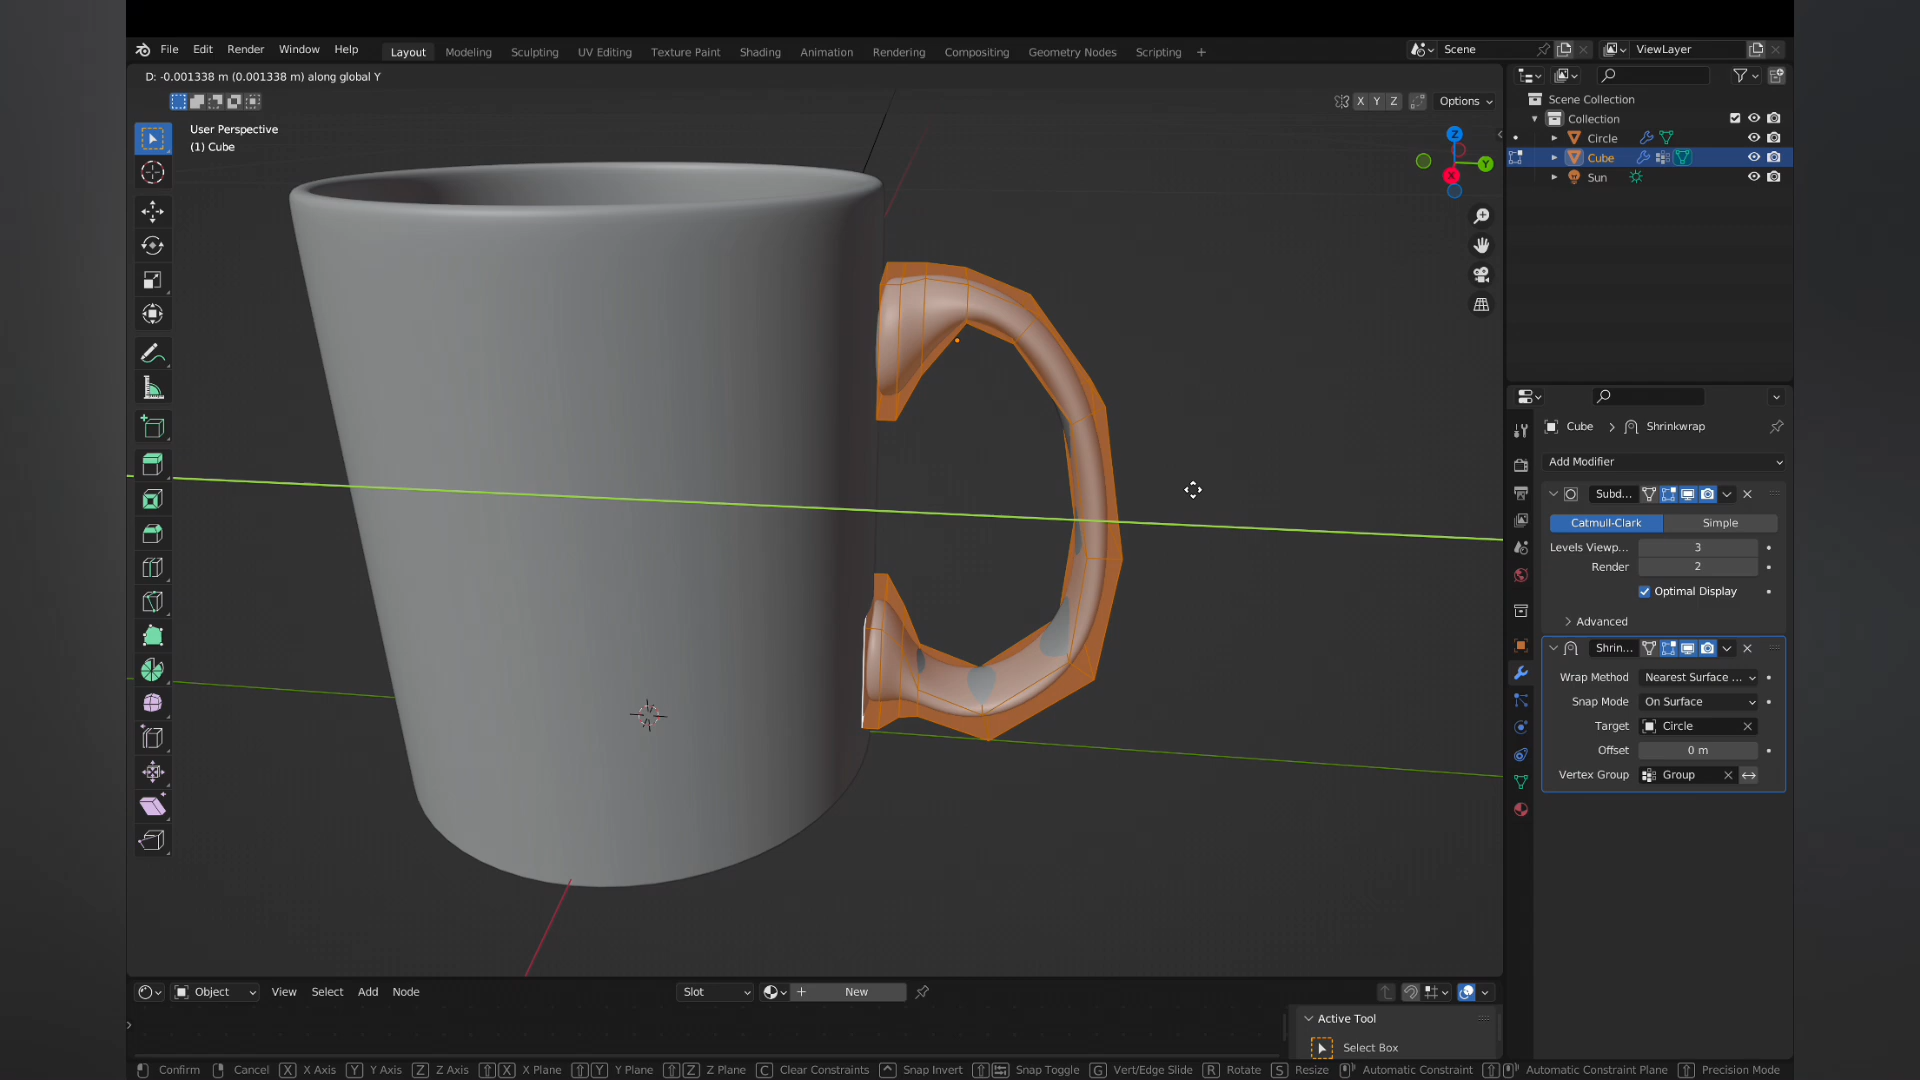 File Edit Render Window Help Layout Modeling Sculpting UV Editing Texture Paint Shading Animation Rendering Compositing Geometry Nodes Scripting + Scene ViewLayer
D: -0.001338 m (0.001338 m) along global Y
X Y Z Options
User Perspective
(1) Cube
Z
Y
X
Scene Collection
Collection
Circle
Cube
Sun
Cube > Shrinkwrap
Add Modifier
Subd...
Catmull-Clark Simple
Levels Viewp... 3
Render 2
Optimal Display
Advanced
Shrin...
Wrap Method Nearest Surface ...
Snap Mode On Surface
Target Circle
Offset 0 m
Vertex Group Group
Object View Select Add Node Slot + New
Active Tool
Select Box
Confirm Cancel X X Axis Y Y Axis Z Z Axis X X Plane Y Y Plane Z Z Plane C Clear Constraints Snap Invert Snap Toggle G Vert/Edge Slide R Rotate S Resize Automatic Constraint Automatic Constraint Plane Precision Mode